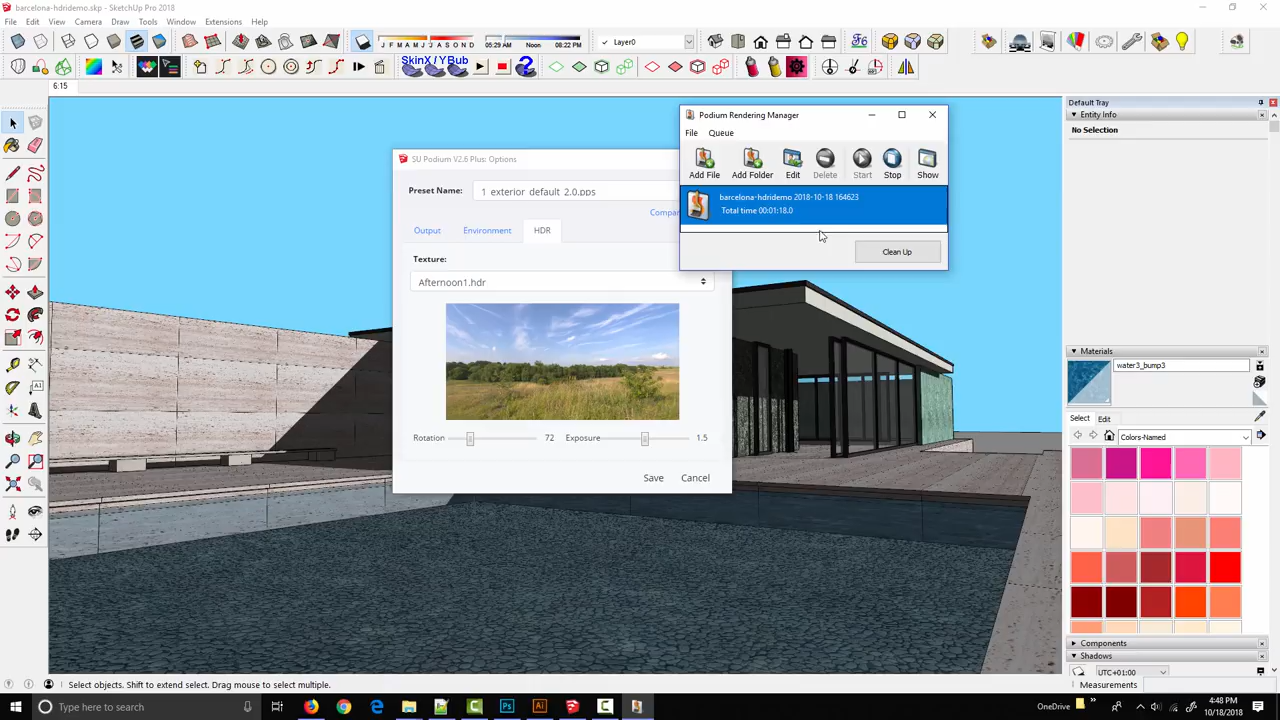 barcelona-hdridemo.skp - SketchUp Pro 2018
File Edit View Camera Draw Tools Window Extensions Help
J F M A M J J A S O N D 05:29 AM Noon 08:22 PM Layer0
SkinX / YBub
6:15
Default Tray
Entity Info
No Selection
Podium Rendering Manager
File Queue
Add File Add Folder Edit Delete Start Stop Show
barcelona-hdridemo 2018-10-18 164623
Total time 00:01:18.0
Clean Up
SU Podium V2.6 Plus: Options
Preset Name: 1_exterior_default_2.0.pps
Compar
Output Environment HDR
Texture:
Afternoon1.hdr
Rotation 72 Exposure 1.5
Save Cancel
Materials
water3_bump3
Select Edit
Colors-Named
Components
Shadows
UTC+01:00
Select objects. Shift to extend select. Drag mouse to select multiple.
Measurements
Type here to search
OneDrive
4:48 PM
10/18/2018